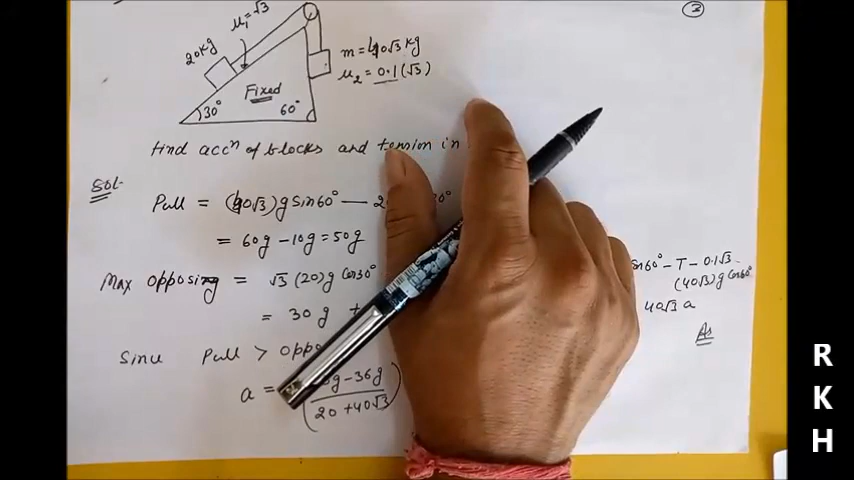 2
μ₁=√3
20kg
m = 40√3 kg
μ₂ = 0.1(√3)
Fixed
30° 60°
find accⁿ of blocks and tension in
Sol-
Pull = (40√3)g sin60° — 2
= 60g - 10g = 50g
Max opposing = √3 (20)g cos30°
= 30g +
Since Pull > oppo
a = g-36g
20 + 40√3
sin60° - T - 0.1√3
(40√3)g cos60°
40√3 a
As
R
K
H